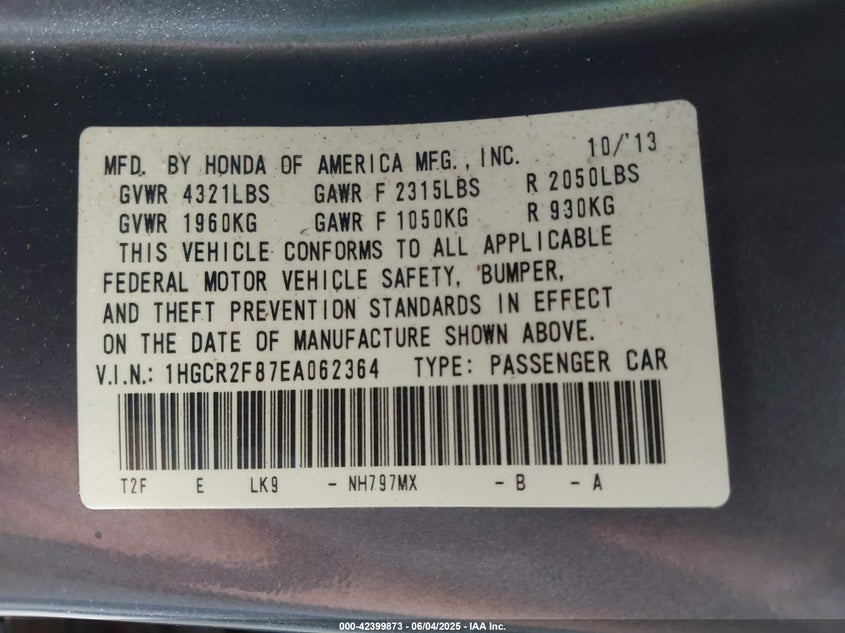 MFD. BY HONDA OF AMERICA MFG., INC. 10/'13
GVWR 4321LBS GAWR F 2315LBS R 2050LBS
GVWR 1960KG GAWR F 1050KG R 930KG
THIS VEHICLE CONFORMS TO ALL APPLICABLE
FEDERAL MOTOR VEHICLE SAFETY, BUMPER,
AND THEFT PREVENTION STANDARDS IN EFFECT
ON THE DATE OF MANUFACTURE SHOWN ABOVE.
V.I.N.: 1HGCR2F87EA062364 TYPE: PASSENGER CAR
T2F E LK9 - NH797MX - B - A
000-42399873 - 06/04/2025 - IAA Inc.